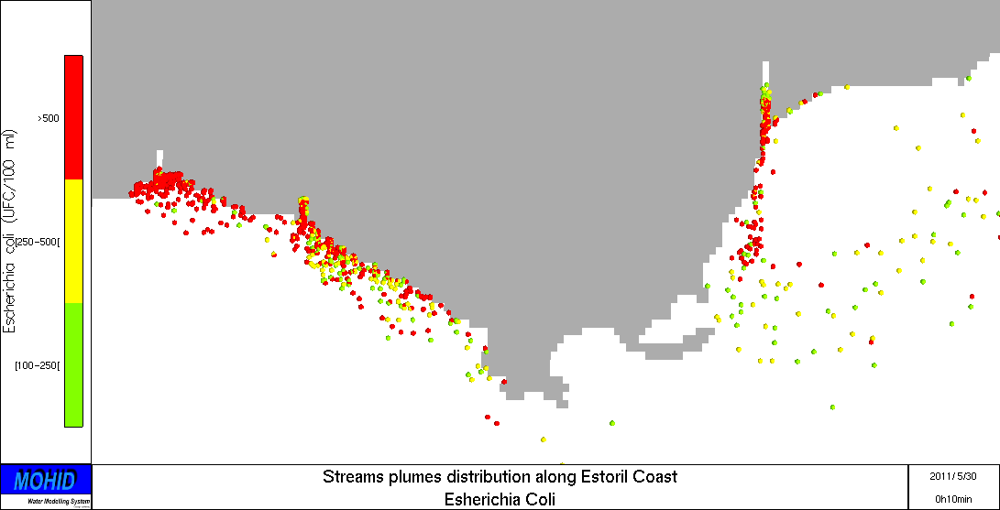 Escherichia coli (UFC/100 ml)
>500
[250-500[
[100-250[
MOHID
Water Modelling System
Streams plumes distribution along Estoril Coast
Esherichia Coli
2011/5/30
0h10min